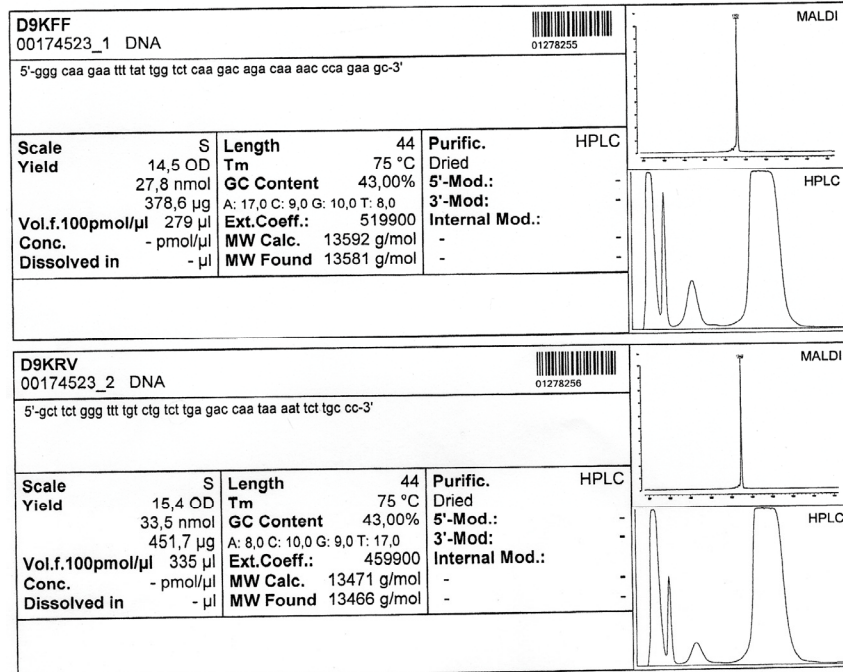 D9KFF
00174523_1 DNA
01278255
MALDI
5'-ggg caa gaa ttt tat tgg tct caa gac aga caa aac cca gaa gc-3'
Scale S
Yield 14,5 OD
27,8 nmol
378,6 µg
Vol.f.100pmol/µl 279 µl
Conc. - pmol/µl
Dissolved in - µl
Length 44
Tm 75 °C
GC Content 43,00%
A: 17,0 C: 9,0 G: 10,0 T: 8,0
Ext.Coeff.: 519900
MW Calc. 13592 g/mol
MW Found 13581 g/mol
Purific. HPLC
Dried
5'-Mod.: -
3'-Mod: -
Internal Mod.:
- -
- -
HPLC
D9KRV
00174523_2 DNA
01278256
MALDI
5'-gct tct ggg ttt tgt ctg tct tga gac caa taa aat tct tgc cc-3'
Scale S
Yield 15,4 OD
33,5 nmol
451,7 µg
Vol.f.100pmol/µl 335 µl
Conc. - pmol/µl
Dissolved in - µl
Length 44
Tm 75 °C
GC Content 43,00%
A: 8,0 C: 10,0 G: 9,0 T: 17,0
Ext.Coeff.: 459900
MW Calc. 13471 g/mol
MW Found 13466 g/mol
Purific. HPLC
Dried
5'-Mod.: -
3'-Mod: -
Internal Mod.:
- -
- -
HPLC